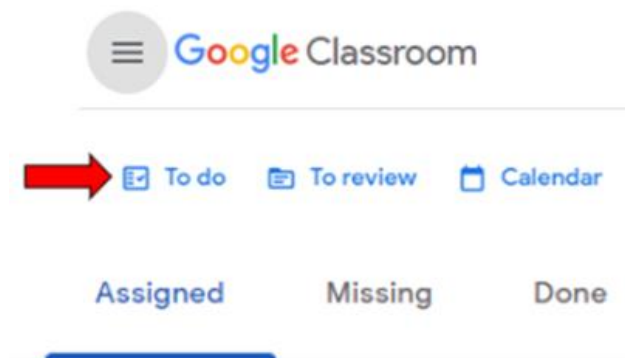 Google Classroom
To do To review Calendar
Assigned Missing Done